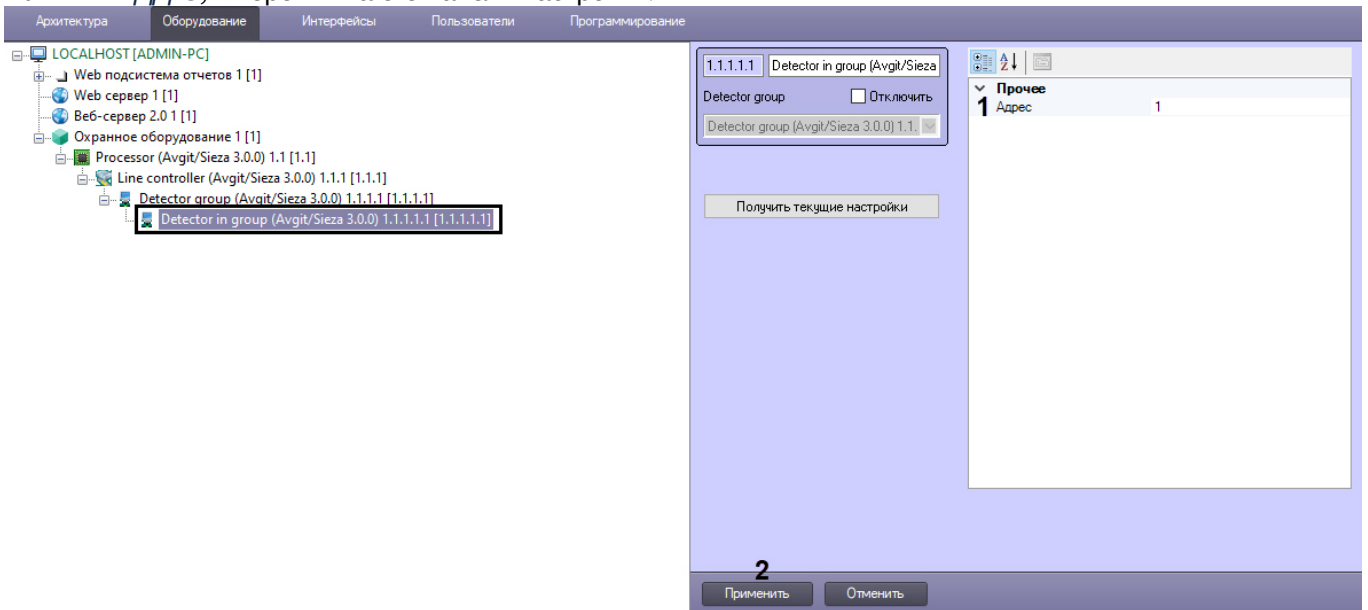 Архитектура Оборудование Интерфейсы Пользователи Программирование
LOCALHOST [ADMIN-PC]
Web подсистема отчетов 1 [1]
Web сервер 1 [1]
Веб-сервер 2.0 1 [1]
Охранное оборудование 1 [1]
Processor (Avgit/Sieza 3.0.0) 1.1 [1.1]
Line controller (Avgit/Sieza 3.0.0) 1.1.1 [1.1.1]
Detector group (Avgit/Sieza 3.0.0) 1.1.1.1 [1.1.1.1]
Detector in group (Avgit/Sieza 3.0.0) 1.1.1.1.1 [1.1.1.1.1]
1.1.1.1.1 Detector in group (Avgit/Sieza
Detector group Отключить
Detector group (Avgit/Sieza 3.0.0) 1.1.
Получить текущие настройки
Прочее
1 Адрес 1
2
Применить Отменить